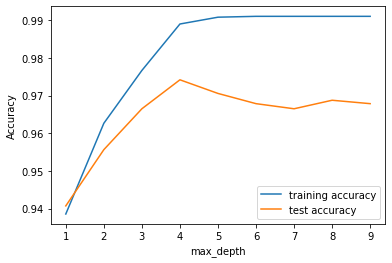 0.99
0.98
0.97
0.96
0.95
0.94
Accuracy
1 2 3 4 5 6 7 8 9
max_depth
training accuracy
test accuracy